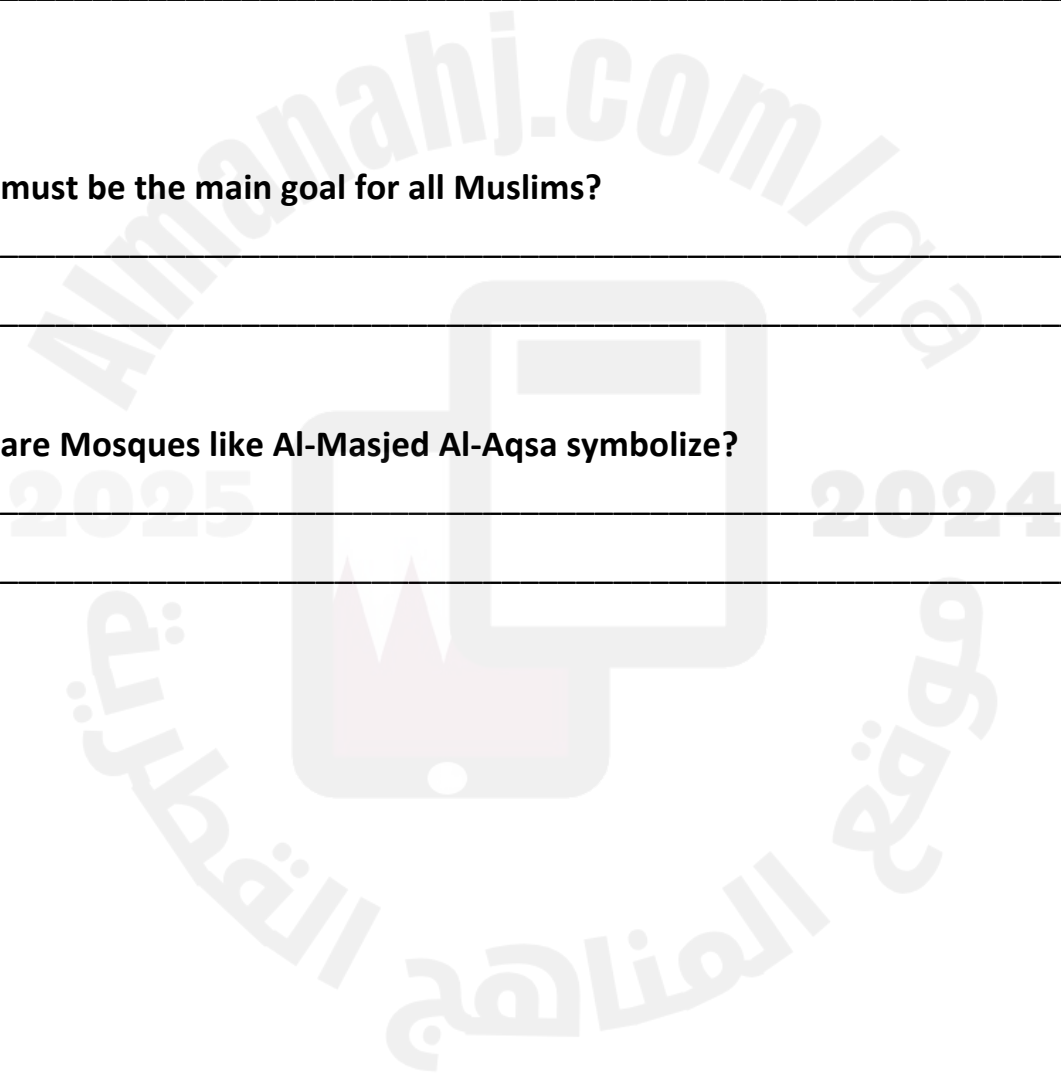 Almanahj.com/qa
must be the main goal for all Muslims?
are Mosques like Al-Masjed Al-Aqsa symbolize?
2025 2024
موقع المناهج القطرية